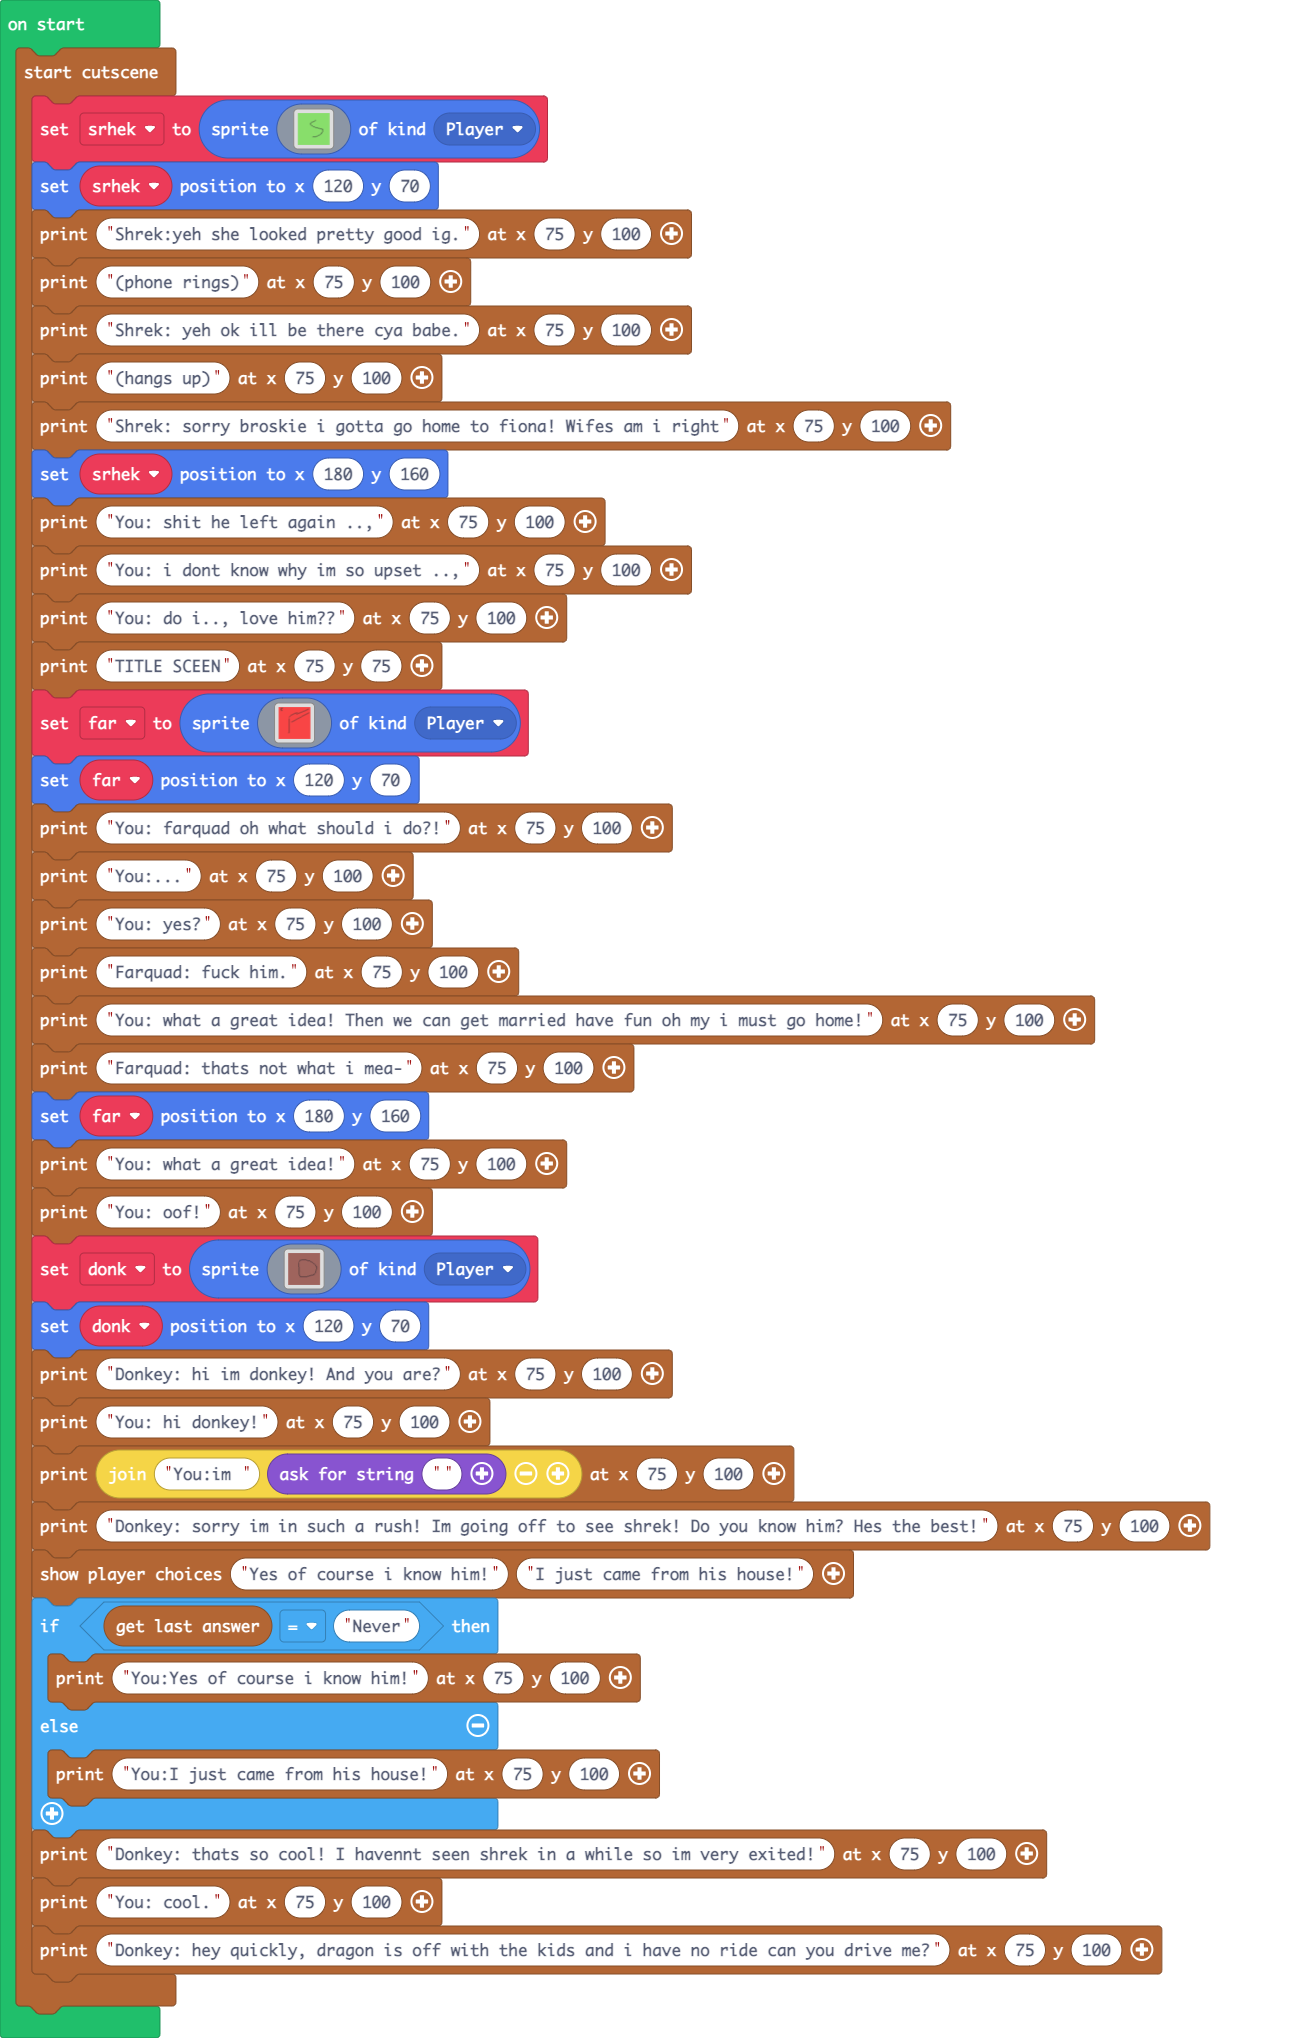 on start
start cutscene
set srhek to sprite S of kind Player
set srhek position to x 120 y 70
print "Shrek:yeh she looked pretty good ig." at x 75 y 100
print "(phone rings)" at x 75 y 100
print "Shrek: yeh ok ill be there cya babe." at x 75 y 100
print "(hangs up)" at x 75 y 100
print "Shrek: sorry broskie i gotta go home to fiona! Wifes am i right" at x 75 y 100
set srhek position to x 180 y 160
print "You: shit he left again ..," at x 75 y 100
print "You: i dont know why im so upset ..," at x 75 y 100
print "You: do i.., love him??" at x 75 y 100
print "TITLE SCEEN" at x 75 y 75
set far to sprite F of kind Player
set far position to x 120 y 70
print "You: farquad oh what should i do?!" at x 75 y 100
print "You:..." at x 75 y 100
print "You: yes?" at x 75 y 100
print "Farquad: fuck him." at x 75 y 100
print "You: what a great idea! Then we can get married have fun oh my i must go home!" at x 75 y 100
print "Farquad: thats not what i mea-" at x 75 y 100
set far position to x 180 y 160
print "You: what a great idea!" at x 75 y 100
print "You: oof!" at x 75 y 100
set donk to sprite D of kind Player
set donk position to x 120 y 70
print "Donkey: hi im donkey! And you are?" at x 75 y 100
print "You: hi donkey!" at x 75 y 100
print join "You:im " ask for string "" at x 75 y 100
print "Donkey: sorry im in such a rush! Im going off to see shrek! Do you know him? Hes the best!" at x 75 y 100
show player choices "Yes of course i know him!" "I just came from his house!"
if get last answer = "Never" then
print "You:Yes of course i know him!" at x 75 y 100
else
print "You:I just came from his house!" at x 75 y 100
print "Donkey: thats so cool! I havennt seen shrek in a while so im very exited!" at x 75 y 100
print "You: cool." at x 75 y 100
print "Donkey: hey quickly, dragon is off with the kids and i have no ride can you drive me?" at x 75 y 100